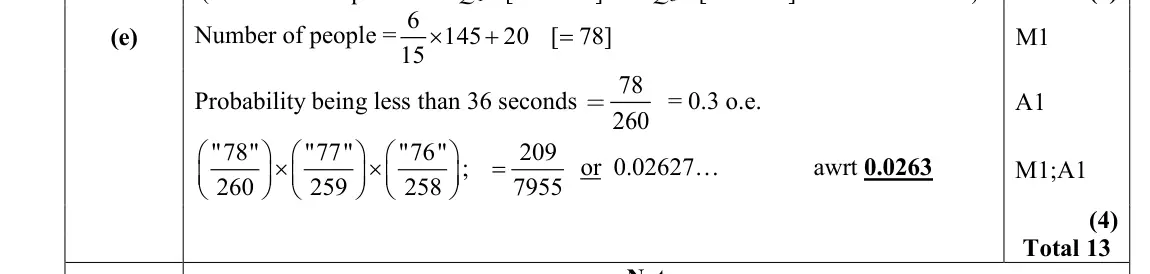 (e) Number of people = 6/15 × 145 + 20 [= 78] M1
Probability being less than 36 seconds = 78/260 = 0.3 o.e. A1
("78"/260) × ("77"/259) × ("76"/258); = 209/7955 or 0.02627… awrt 0.0263 M1;A1
(4)
Total 13